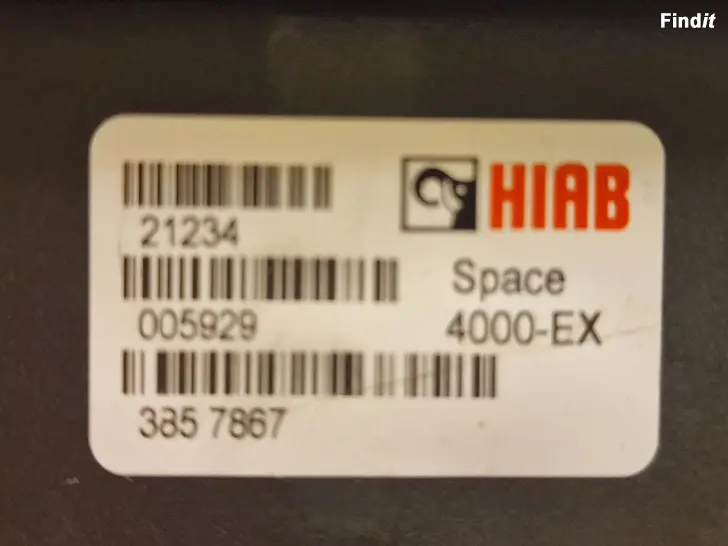 Findit
HIAB
21234
Space
005929
4000-EX
385 7867